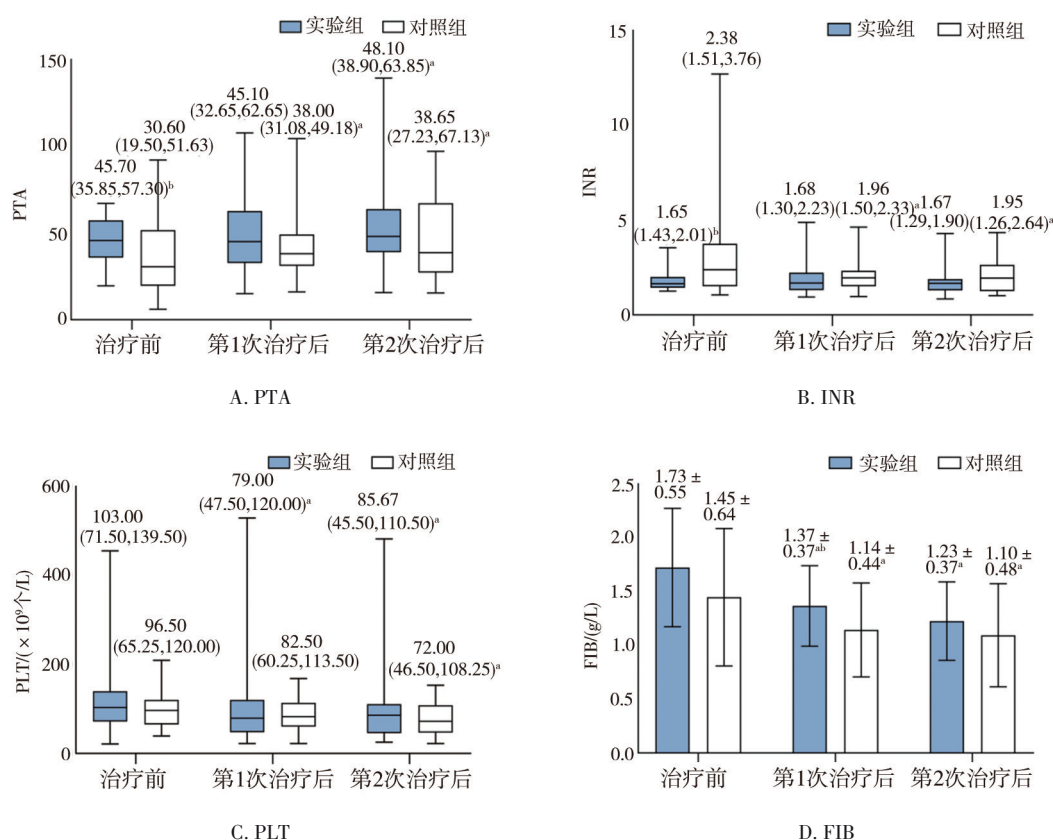 实验组 对照组
150
100
50
0
PTA
45.70
(35.85,57.30)ᵇ
30.60
(19.50,51.63)
45.10
(32.65,62.65)
38.00
(31.08,49.18)ᵃ
48.10
(38.90,63.85)ᵃ
38.65
(27.23,67.13)ᵃ
治疗前 第1次治疗后 第2次治疗后
A. PTA
实验组 对照组
15
10
5
0
INR
1.65
(1.43,2.01)ᵇ
2.38
(1.51,3.76)
1.68
(1.30,2.23)
1.96
(1.50,2.33)ᵃ
1.67
(1.29,1.90)
1.95
(1.26,2.64)ᵃ
治疗前 第1次治疗后 第2次治疗后
B. INR
实验组 对照组
600
400
200
0
PLT/(×10⁹个/L)
103.00
(71.50,139.50)
96.50
(65.25,120.00)
79.00
(47.50,120.00)ᵃ
82.50
(60.25,113.50)
85.67
(45.50,110.50)ᵃ
72.00
(46.50,108.25)ᵃ
治疗前 第1次治疗后 第2次治疗后
C. PLT
实验组 对照组
2.5
2.0
1.5
1.0
0.5
0.0
FIB/(g/L)
1.73 ±
0.55
1.45 ±
0.64
1.37 ±
0.37ᵃᵇ
1.14 ±
0.44ᵃ
1.23 ±
0.37ᵃ
1.10 ±
0.48ᵃ
治疗前 第1次治疗后 第2次治疗后
D. FIB